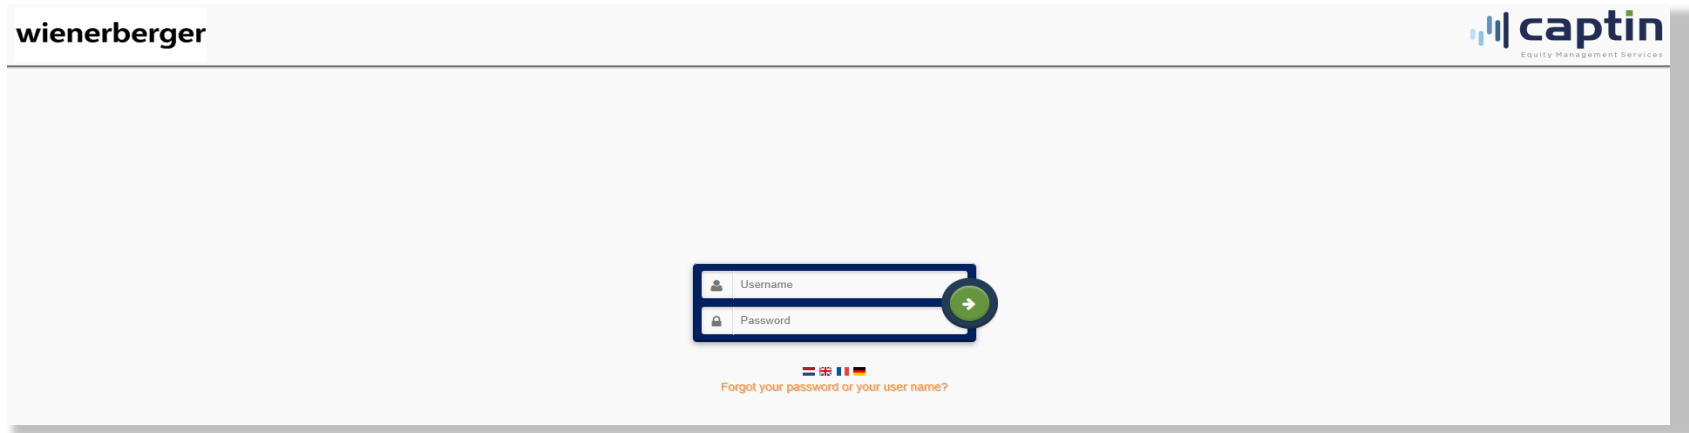 wienerberger
captin
Equity Management Services
Username
Password
Forgot your password or your user name?